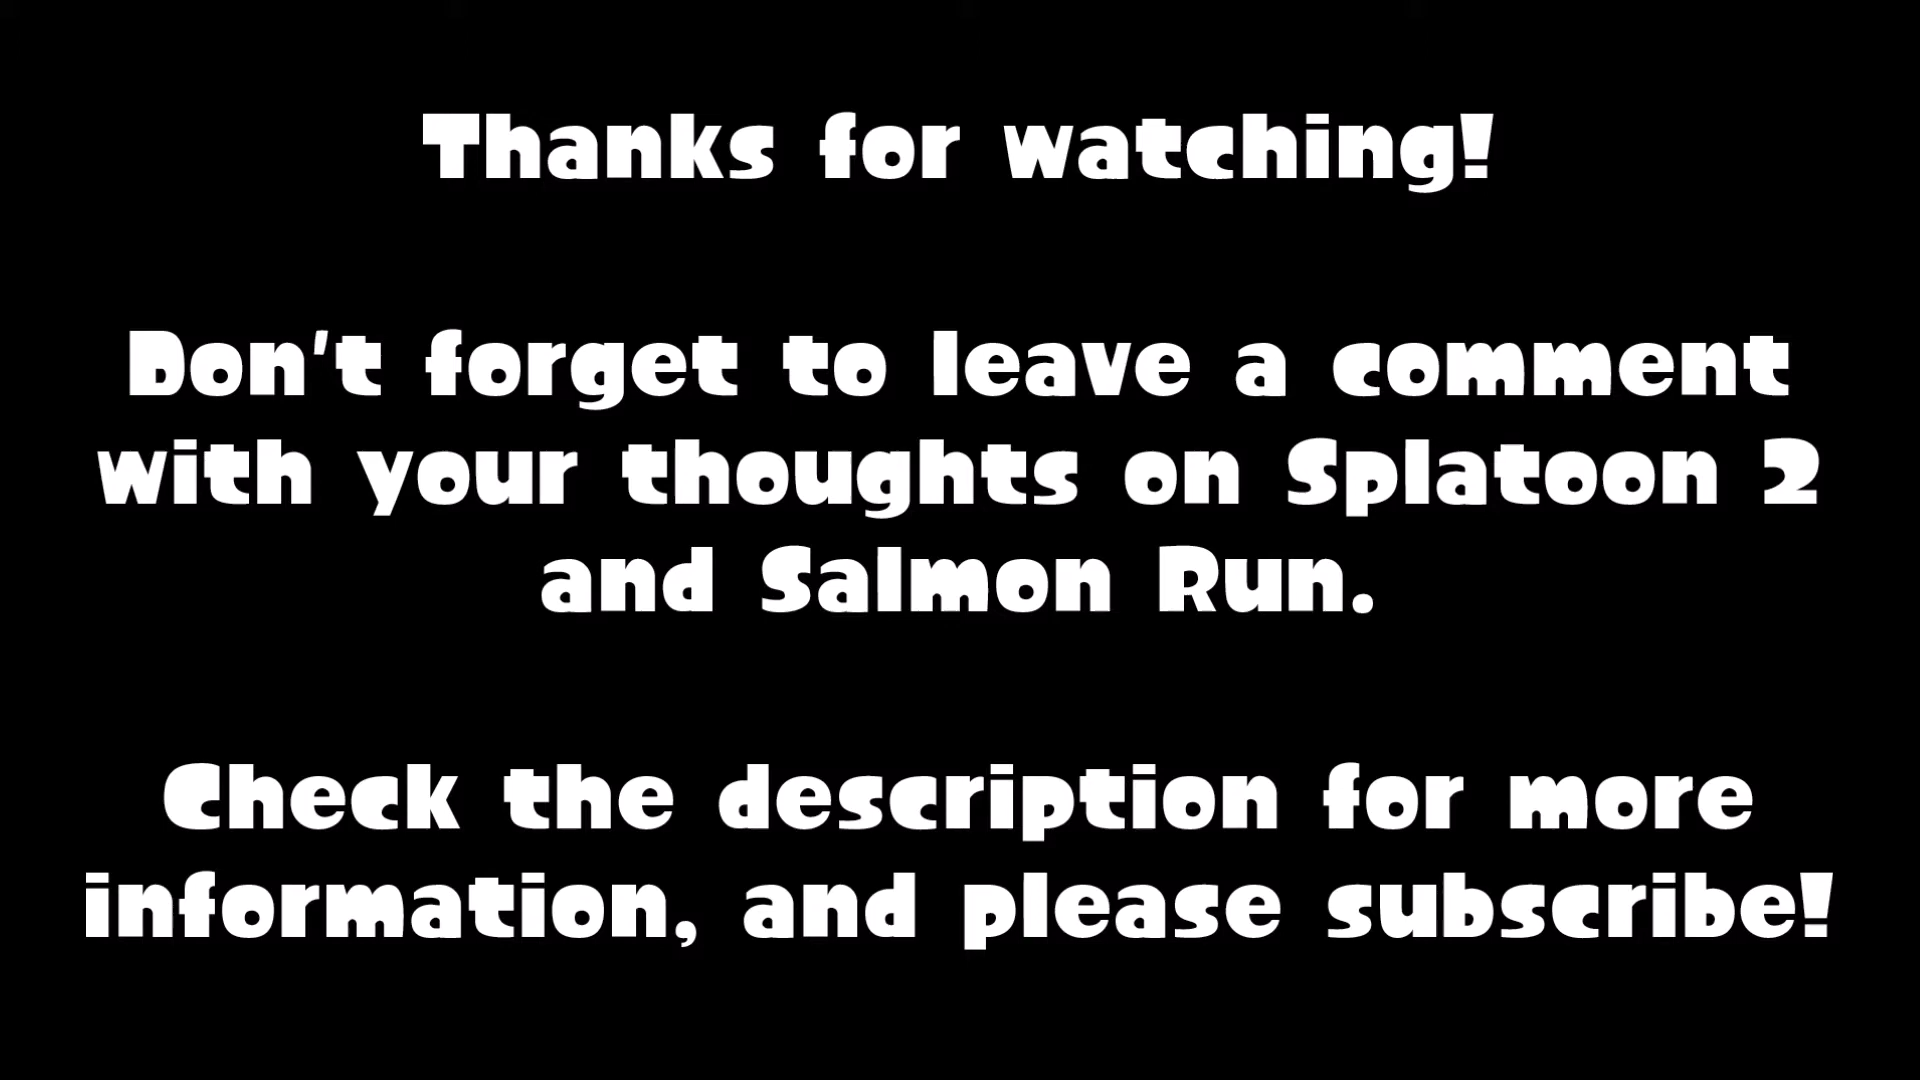 Thanks for watching!
Don't forget to leave a comment
with your thoughts on Splatoon 2
and Salmon Run.
Check the description for more
information, and please subscribe!